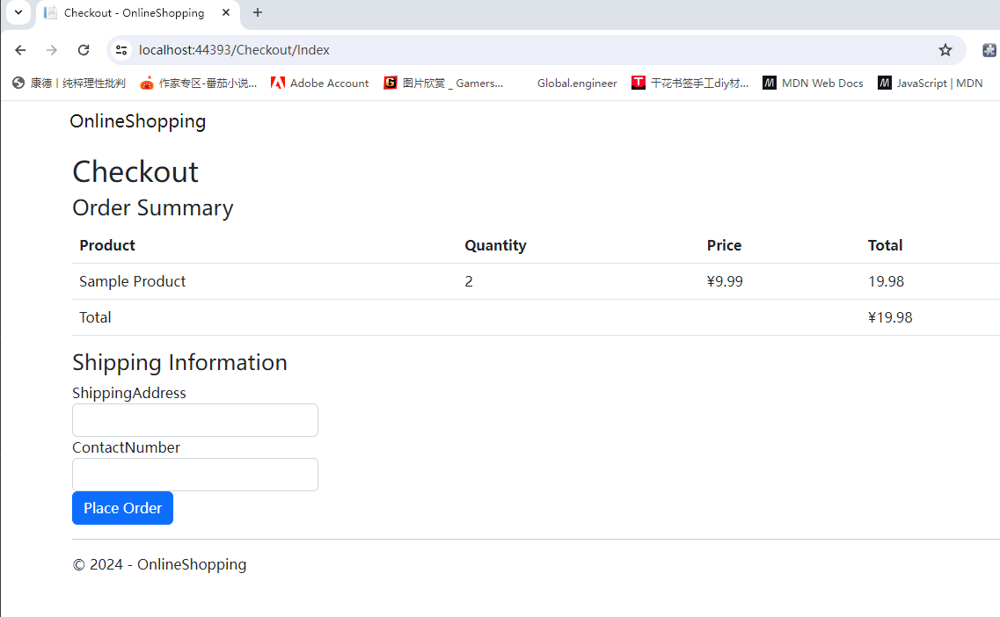 Checkout - OnlineShopping
localhost:44393/Checkout/Index
康德丨纯粹理性批判 作家专区-番茄小说... Adobe Account 图片欣赏 _ Gamers... Global.engineer 干花书签手工diy材... MDN Web Docs JavaScript | MDN
OnlineShopping
Checkout
Order Summary
Product Quantity Price Total
Sample Product 2 ¥9.99 19.98
Total ¥19.98
Shipping Information
ShippingAddress
ContactNumber
Place Order
© 2024 - OnlineShopping